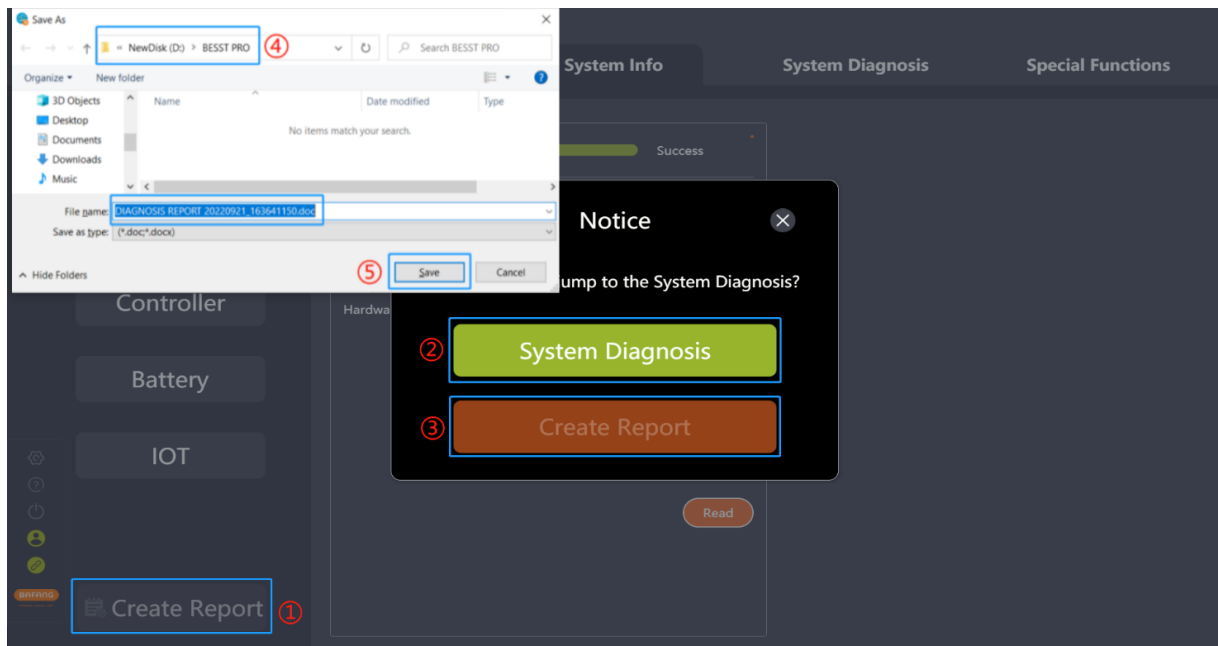 Save As
« NewDisk (D:) > BESST PRO
④
Search BESST PRO
Organize
New folder
?
3D Objects
Desktop
Documents
Downloads
Music
Name
Date modified
Type
No items match your search.
File name: DIAGNOSIS REPORT 20220921_163641150.doc
Save as type: (*.doc;*.docx)
Hide Folders
⑤
Save
Cancel
System Info
System Diagnosis
Special Functions
Success
Notice
ump to the System Diagnosis?
Controller
Hardwa
②
System Diagnosis
Battery
③
Create Report
IOT
Read
BAFANG
Create Report
①